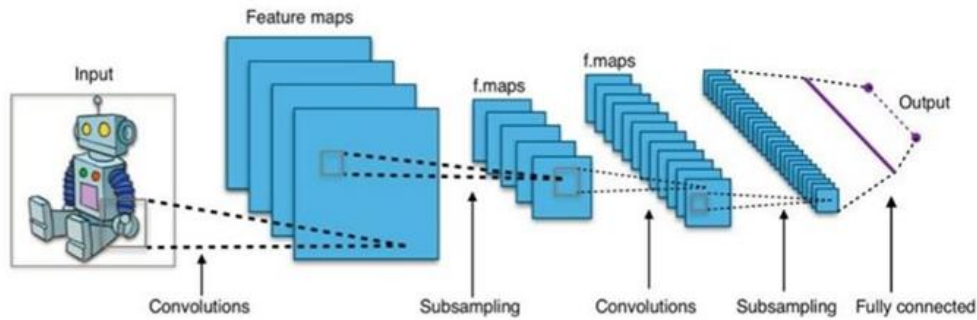 Feature maps
Input
f.maps
f.maps
Output
Convolutions
Subsampling
Convolutions
Subsampling
Fully connected